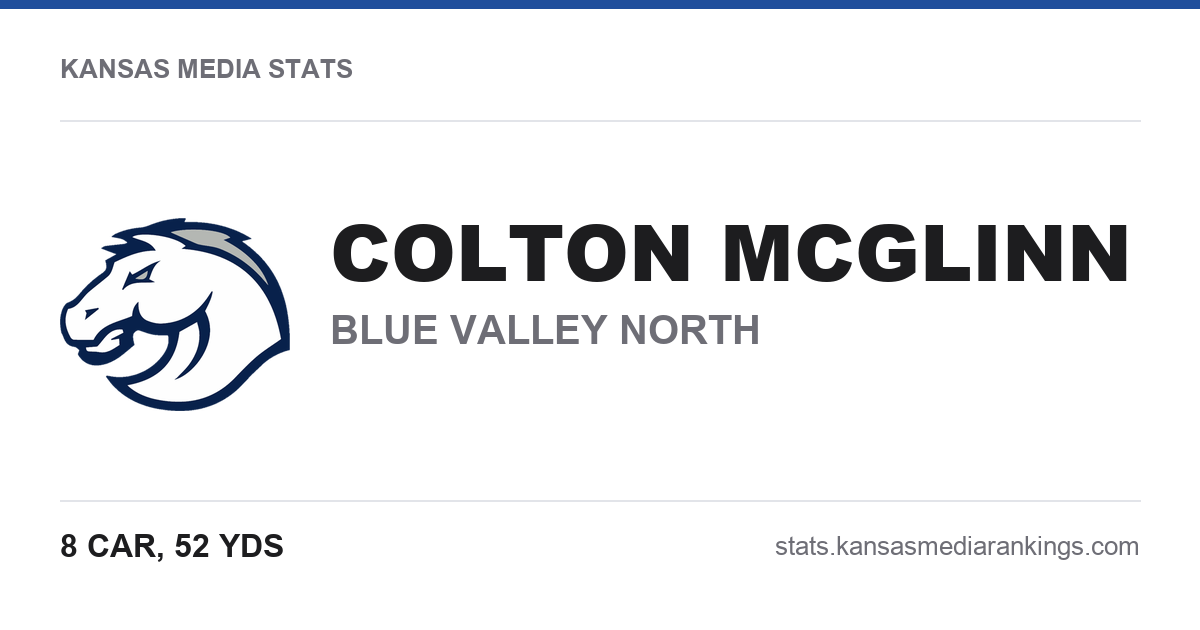 KANSAS MEDIA STATS
COLTON MCGLINN
BLUE VALLEY NORTH
8 CAR, 52 YDS
stats.kansasmediarankings.com